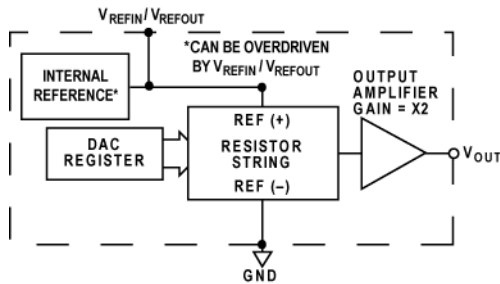 VREFIN/VREFOUT
*CAN BE OVERDRIVEN
BY VREFIN/VREFOUT
INTERNAL
REFERENCE*
OUTPUT
AMPLIFIER
GAIN = X2
DAC
REGISTER
REF (+)
RESISTOR
STRING
REF (–)
VOUT
GND